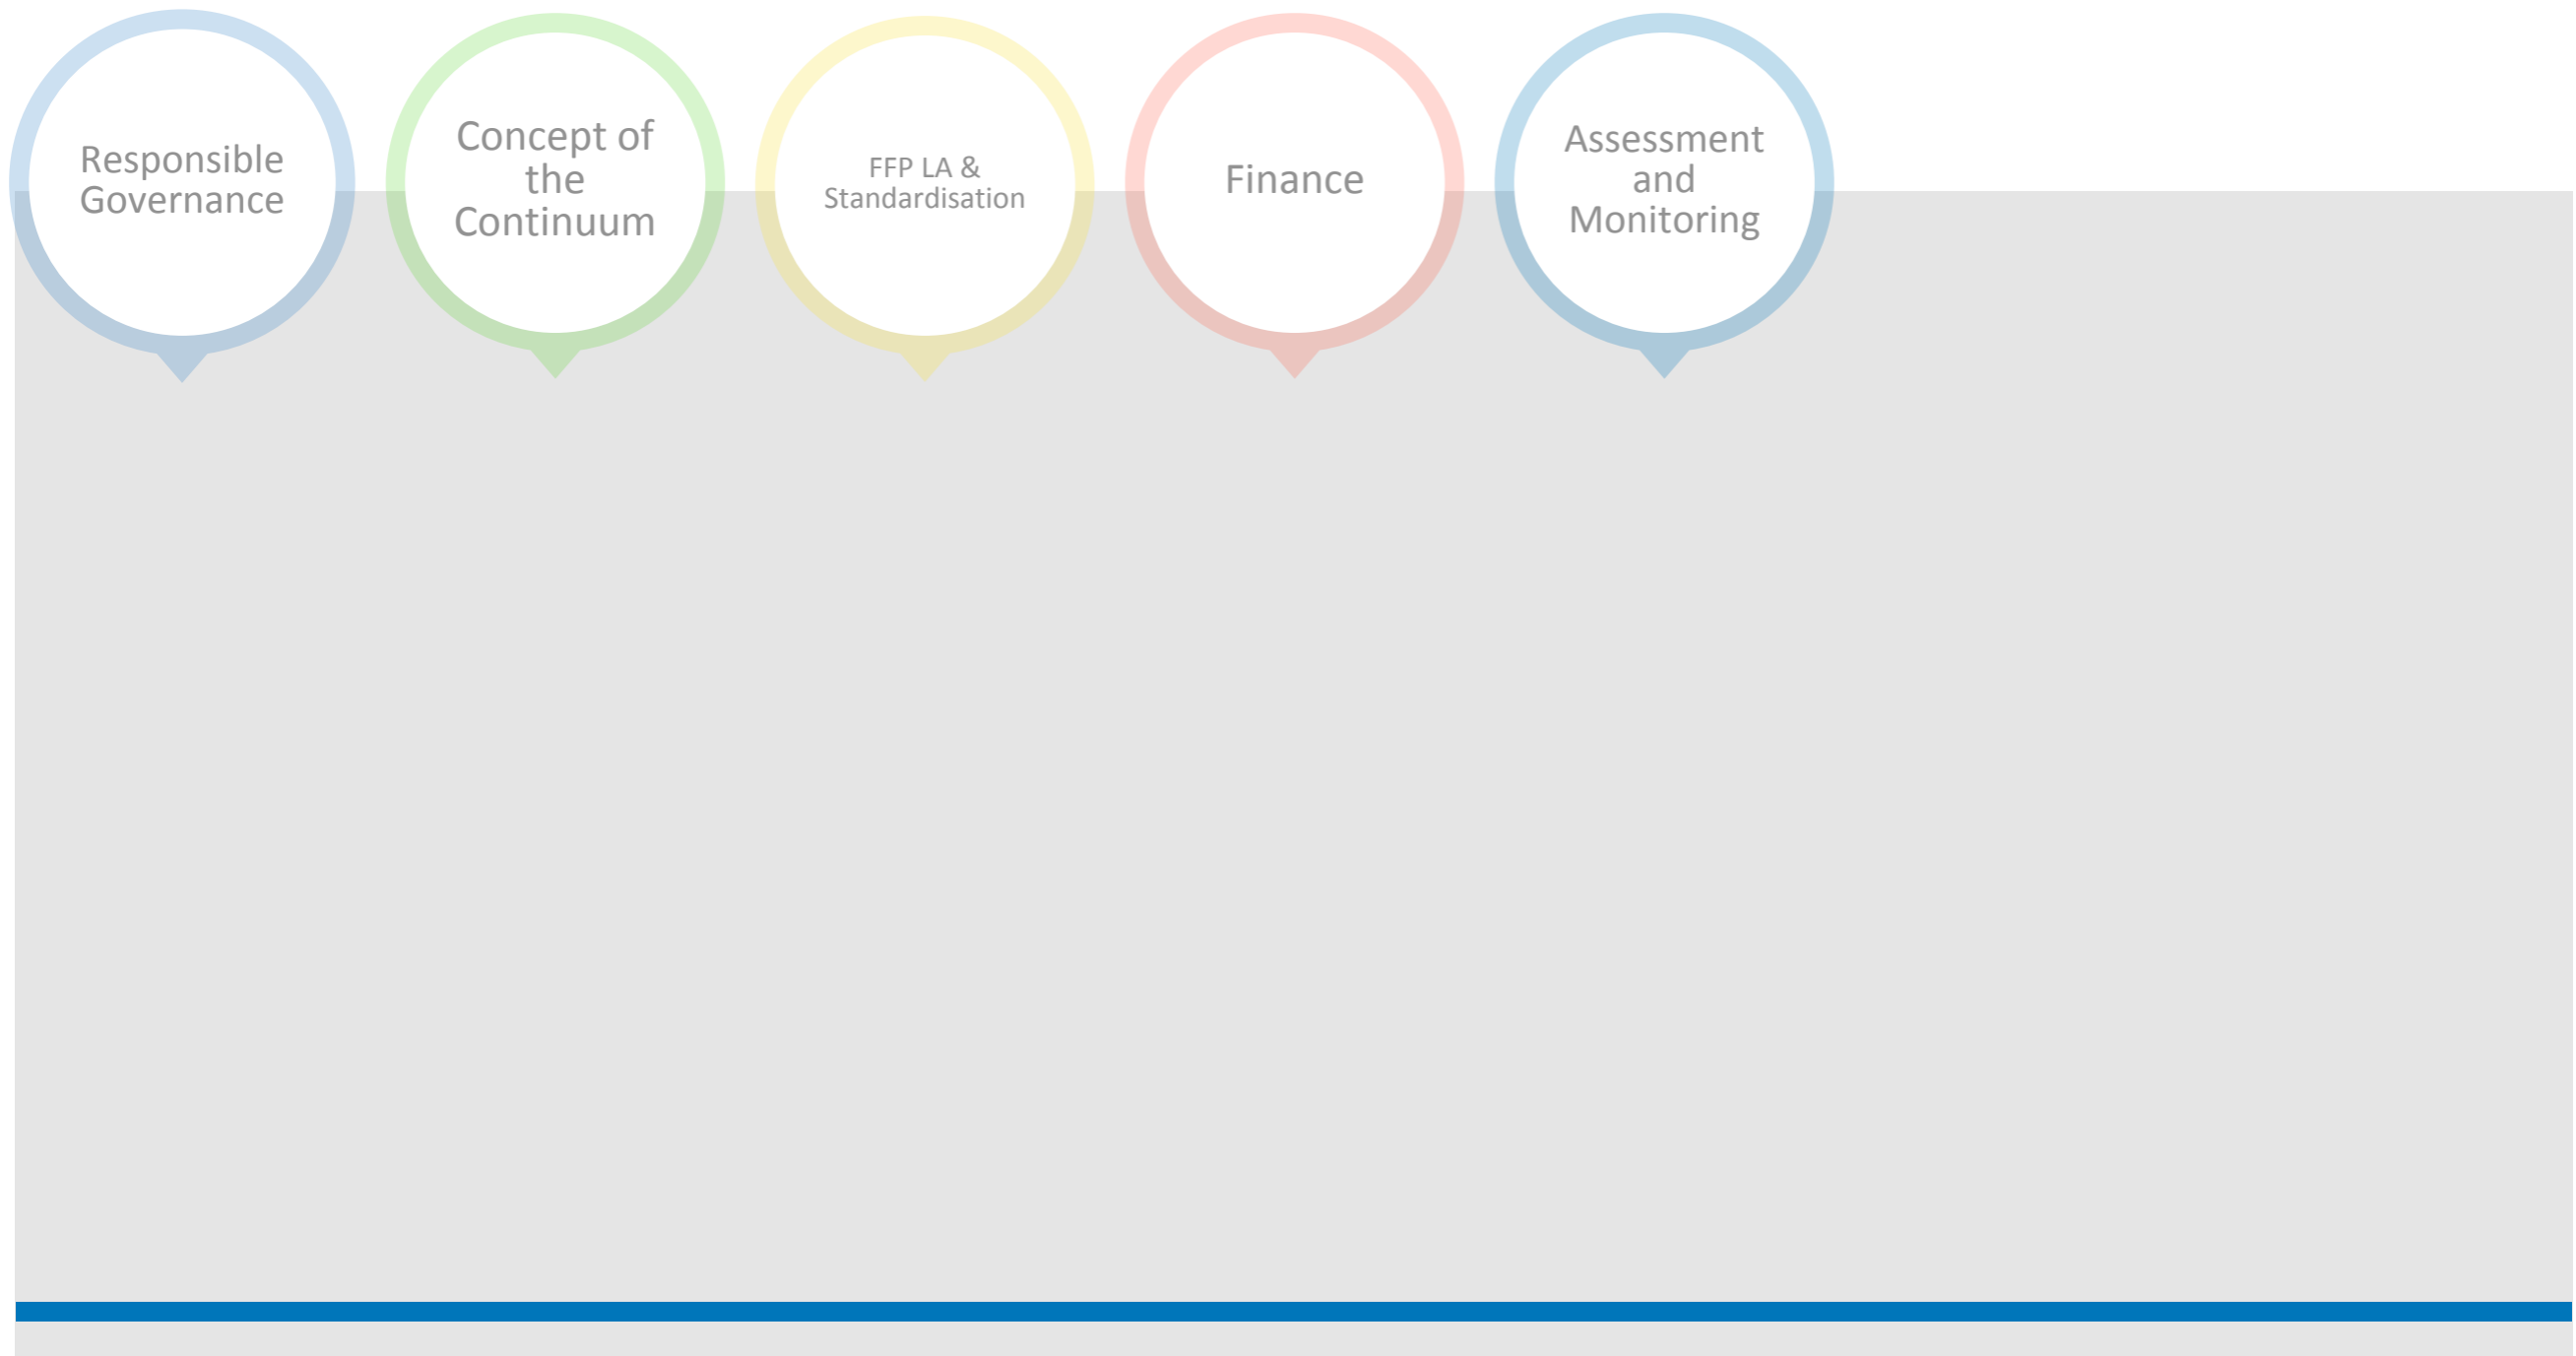 Responsible
Governance
Concept of
the
Continuum
FFP LA &
Standardisation
Finance
Assessment
and
Monitoring